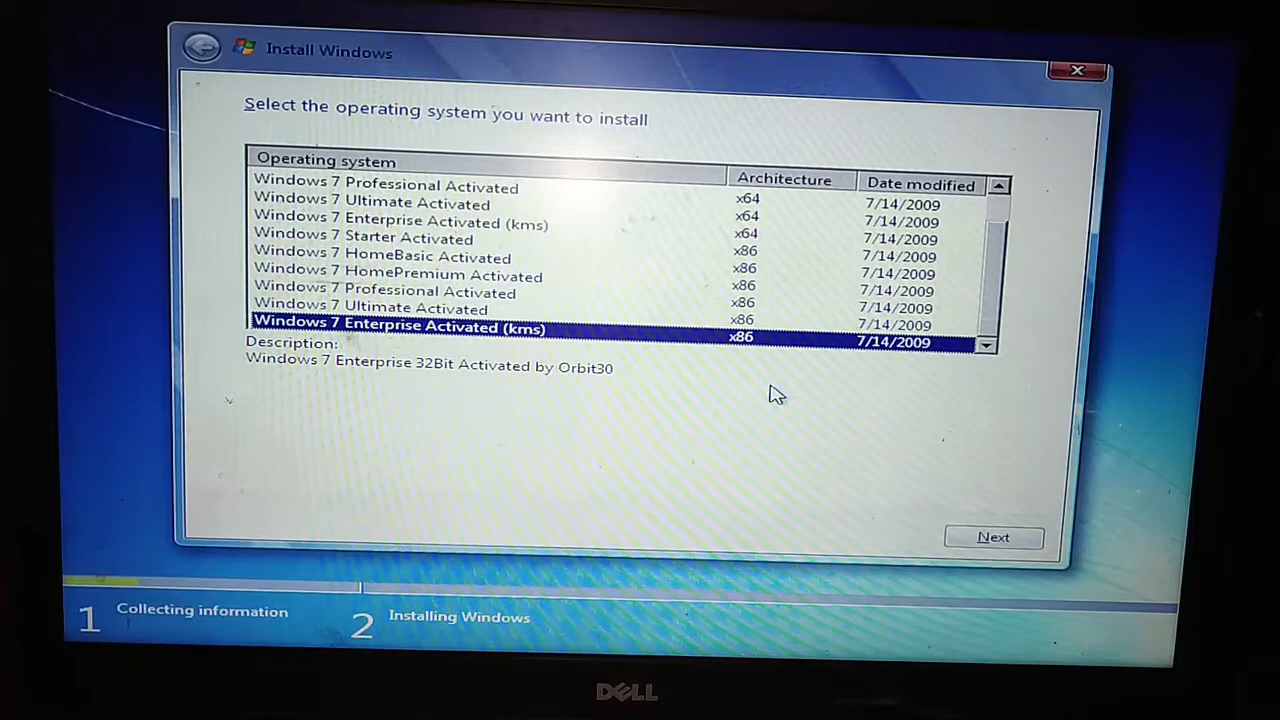 Install Windows
Select the operating system you want to install
Operating system Architecture Date modified
Windows 7 Professional Activated x64 7/14/2009
Windows 7 Ultimate Activated x64 7/14/2009
Windows 7 Enterprise Activated (kms) x64 7/14/2009
Windows 7 Starter Activated x86 7/14/2009
Windows 7 HomeBasic Activated x86 7/14/2009
Windows 7 HomePremium Activated x86 7/14/2009
Windows 7 Professional Activated x86 7/14/2009
Windows 7 Ultimate Activated x86 7/14/2009
Windows 7 Enterprise Activated (kms) x86 7/14/2009
Description:
Windows 7 Enterprise 32Bit Activated by Orbit30
Next
1 Collecting information
2 Installing Windows
DELL